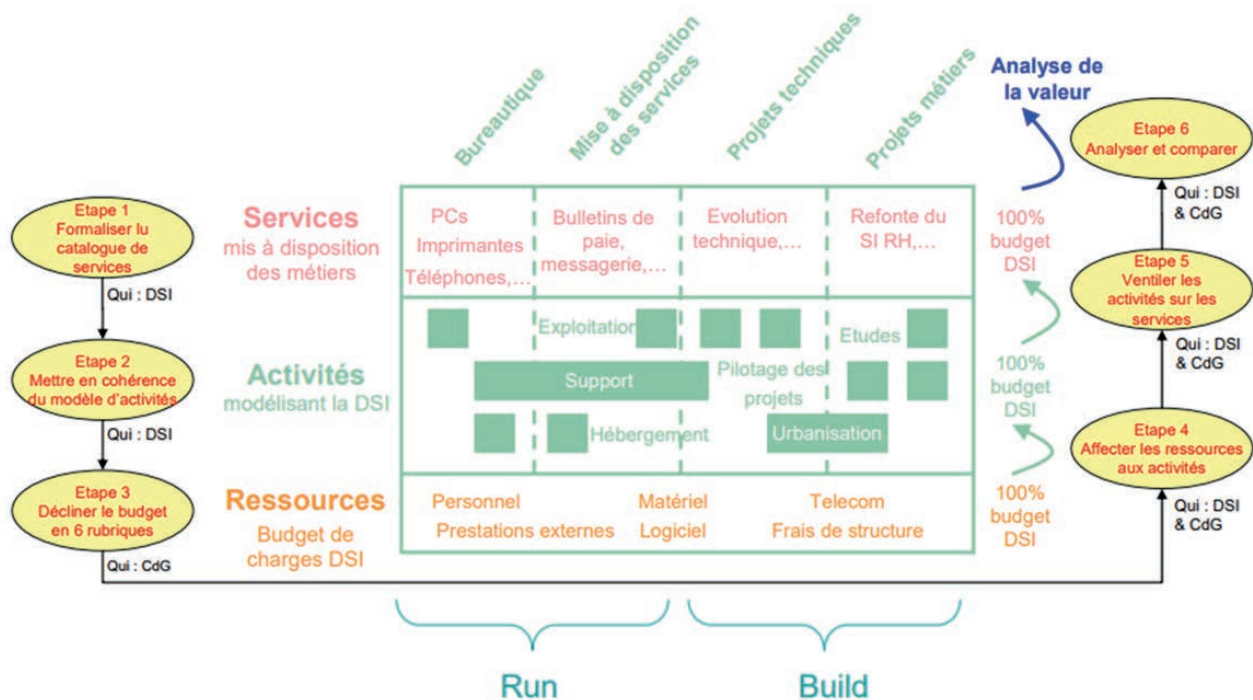 Bureautique
Mise à disposition
des services
Projets techniques
Projets métiers
Analyse de
la valeur
Etape 1
Formaliser lu
catalogue de
services
Qui : DSI
Etape 2
Mettre en cohérence
du modèle d'activités
Qui : DSI
Etape 3
Décliner le budget
en 6 rubriques
Qui : CdG
Services
mis à disposition
des métiers
PCs
Imprimantes
Téléphones,...
Bulletins de
paie,
messagerie,...
Evolution
technique,...
Refonte du
SI RH,...
100%
budget
DSI
Activités
modélisant la DSI
Exploitation
Etudes
Support
Pilotage des
projets
Hébergement
Urbanisation
100%
budget
DSI
Ressources
Budget de
charges DSI
Personnel
Matériel
Telecom
Prestations externes
Logiciel
Frais de structure
100%
budget
DSI
Etape 6
Analyser et comparer
Qui : DSI
& CdG
Etape 5
Ventiler les
activités sur les
services
Qui : DSI
& CdG
Etape 4
Affecter les ressources
aux activités
Qui : DSI
& CdG
Run
Build